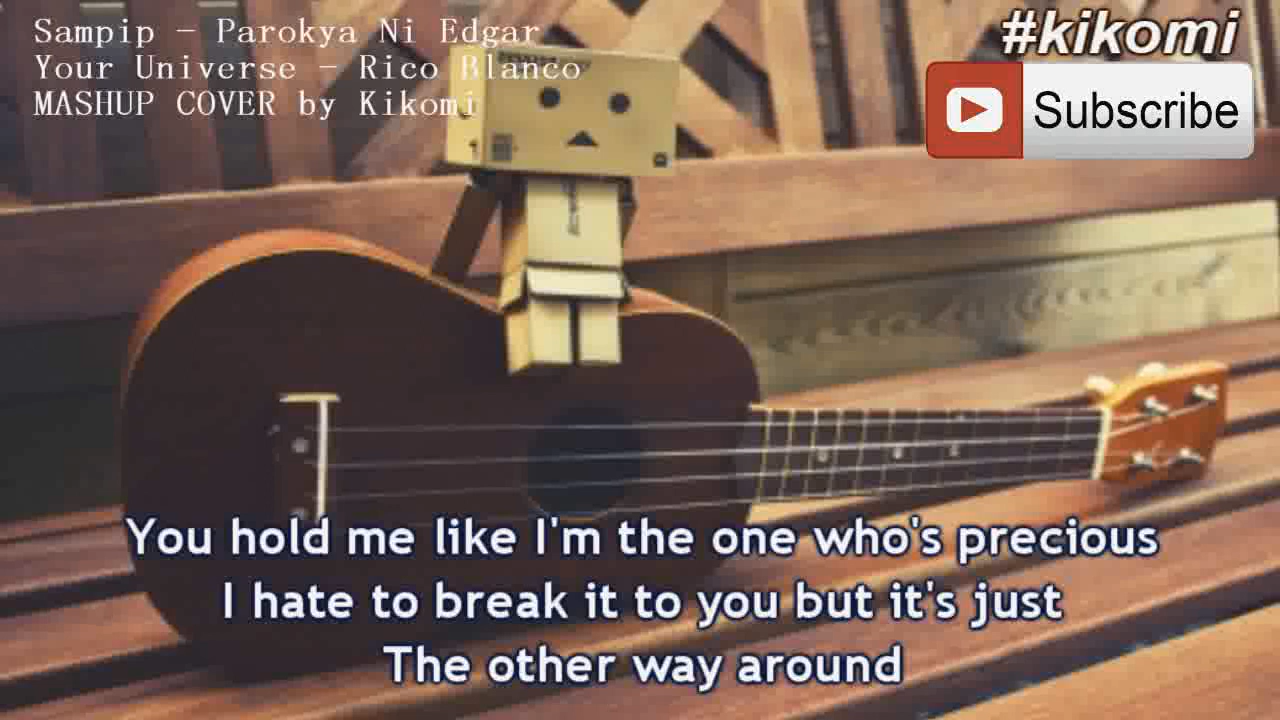 Sampip - Parokya Ni Edgar
Your Universe - Rico Blanco
MASHUP COVER by Kikomi
#kikomi
Subscribe
You hold me like I'm the one who's precious
I hate to break it to you but it's just
The other way around